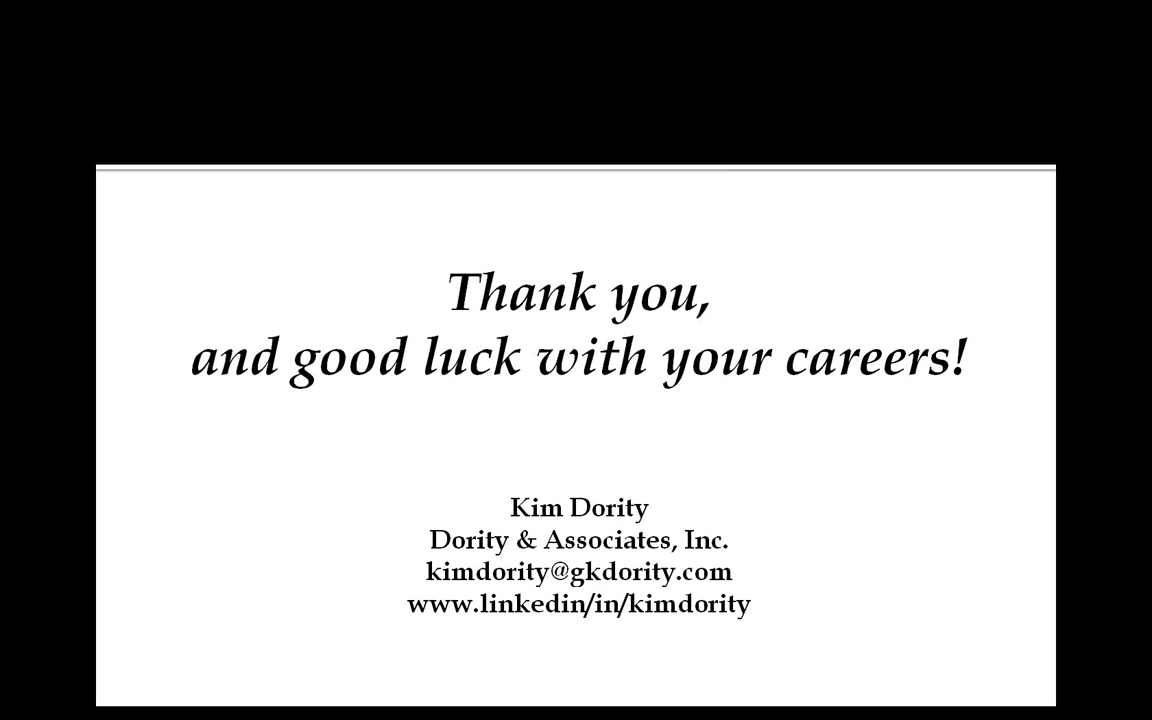 Thank you,
and good luck with your careers!
Kim Dority
Dority & Associates, Inc.
kimdority@gkdority.com
www.linkedin/in/kimdority